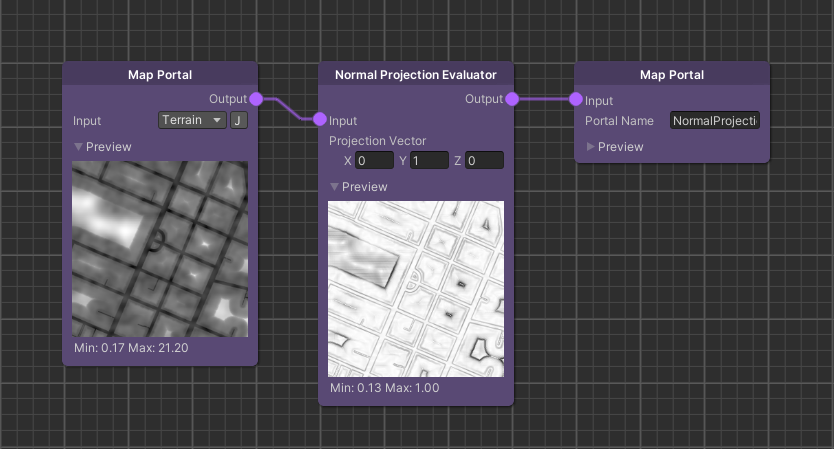 Map Portal
Output
Input Terrain J
Preview
Min: 0.17 Max: 21.20
Normal Projection Evaluator
Output
Input
Projection Vector
X 0 Y 1 Z 0
Preview
Min: 0.13 Max: 1.00
Map Portal
Input
Portal Name NormalProjecti
Preview